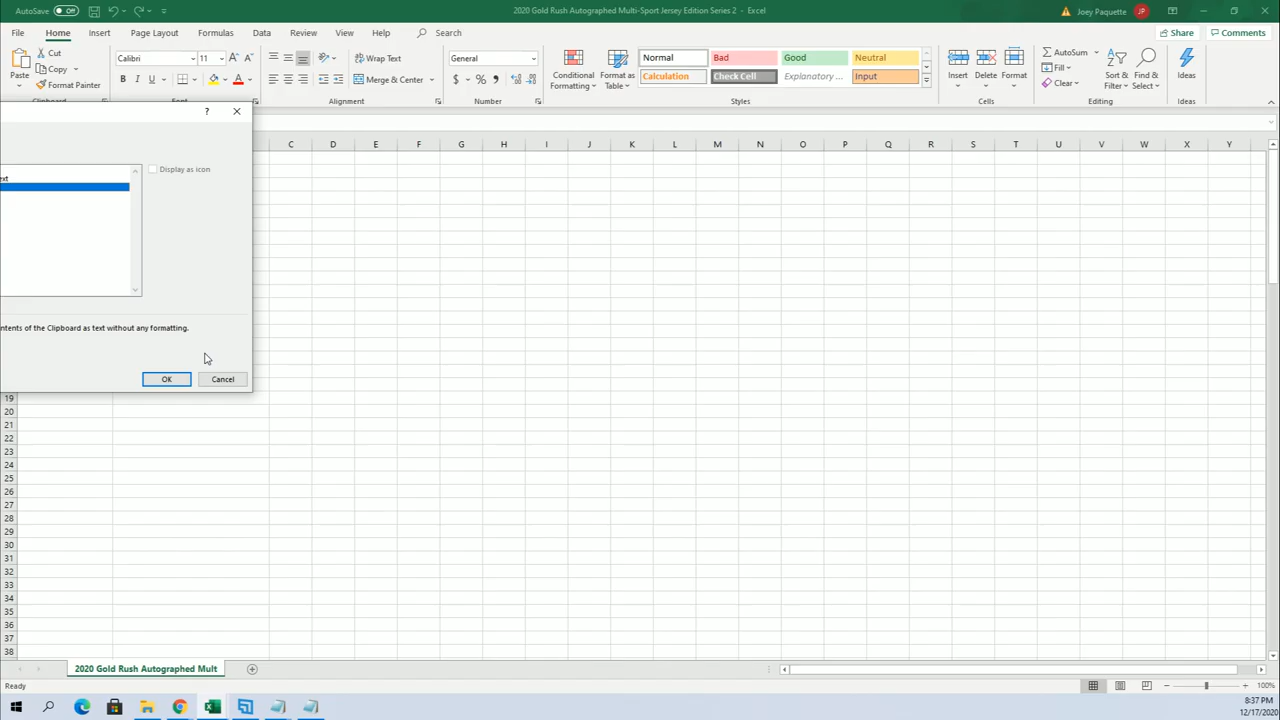 AutoSave Off 2020 Gold Rush Autographed Multi-Sport Jersey Edition Series 2 - Excel Joey Paquette JP
File Home Insert Page Layout Formulas Data Review View Help Search Share Comments
Paste Cut Copy Format Painter
Calibri 11
B I U
Wrap Text
Merge & Center
General
$ % ,
Conditional Formatting
Format as Table
Normal Bad Good Neutral
Calculation Check Cell Explanatory ... Input
Insert Delete Format
AutoSum
Fill
Clear
Sort & Filter
Find & Select
Ideas
Clipboard Font Alignment Number Styles Cells Editing Ideas
?
C D E F G H I J K L M N O P Q R S T U V W X Y
ext
Display as icon
ntents of the Clipboard as text without any formatting.
OK Cancel
19
20
21
22
23
24
25
26
27
28
29
30
31
32
33
34
35
36
37
38
2020 Gold Rush Autographed Mult
Ready 100%
8:37 PM
12/17/2020